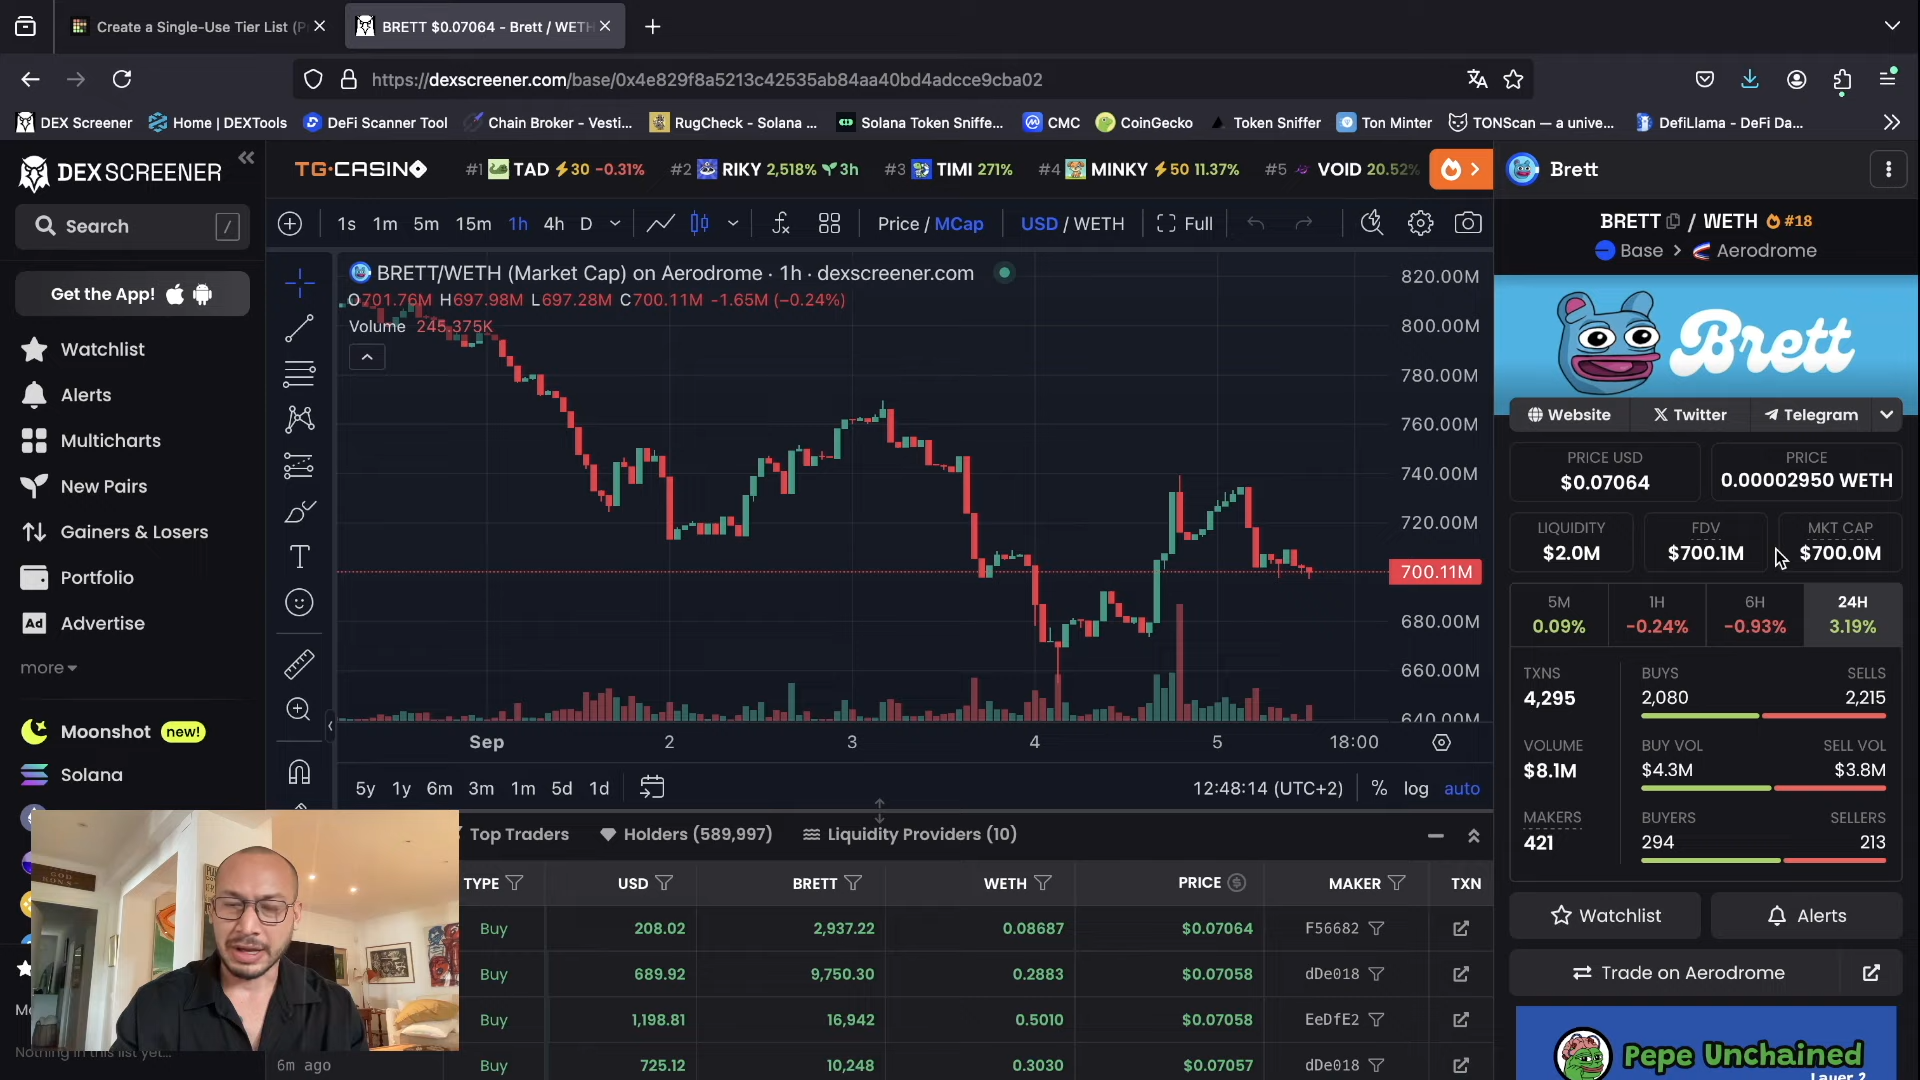 Create a Single-Use Tier List (P
BRETT $0.07064 - Brett / WETH
https://dexscreener.com/base/0x4e829f8a5213c42535ab84aa40bd4adcce9cba02
DEX Screener
Home | DEXTools
DeFi Scanner Tool
Chain Broker - Vesti...
RugCheck - Solana ...
Solana Token Sniffe...
CMC
CoinGecko
Token Sniffer
Ton Minter
TONScan — a unive...
DefiLlama - DeFi Da...
DEX SCREENER
Search /
Get the App!
Watchlist
Alerts
Multicharts
New Pairs
Gainers & Losers
Portfolio
Ad Advertise
more
Moonshot new!
Solana
Nothing in this list yet...
TG.CASINO
#1 TAD 30 -0.31%
#2 RIKY 2,518% 3h
#3 TIMI 271%
#4 MINKY 50 11.37%
#5 VOID 20.52%
1s 1m 5m 15m 1h 4h D
Price / MCap
USD / WETH
Full
BRETT/WETH (Market Cap) on Aerodrome · 1h · dexscreener.com
O701.76M H697.98M L697.28M C700.11M -1.65M (−0.24%)
Volume 245.375K
820.00M
800.00M
780.00M
760.00M
740.00M
720.00M
700.11M
680.00M
660.00M
640.00M
Sep 2 3 4 5 18:00
5y 1y 6m 3m 1m 5d 1d
12:48:14 (UTC+2) % log auto
Top Traders
Holders (589,997)
Liquidity Providers (10)
TYPE USD BRETT WETH PRICE MAKER TXN
Buy 208.02 2,937.22 0.08687 $0.07064 F56682
Buy 689.92 9,750.30 0.2883 $0.07058 dDe018
Buy 1,198.81 16,942 0.5010 $0.07058 EeDfE2
6m ago Buy 725.12 10,248 0.3030 $0.07057 dDe018
Brett
BRETT / WETH #18
Base > Aerodrome
Brett
Website
Twitter
Telegram
PRICE USD
$0.07064
PRICE
0.00002950 WETH
LIQUIDITY
$2.0M
FDV
$700.1M
MKT CAP
$700.0M
5M 1H 6H 24H
0.09% -0.24% -0.93% 3.19%
TXNS BUYS SELLS
4,295 2,080 2,215
VOLUME BUY VOL SELL VOL
$8.1M $4.3M $3.8M
MAKERS BUYERS SELLERS
421 294 213
Watchlist
Alerts
Trade on Aerodrome
Pepe Unchained
Layer 2